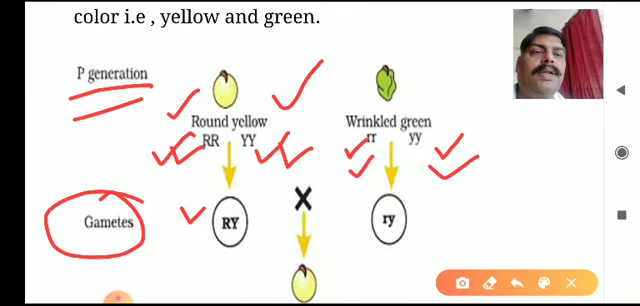 color i.e , yellow and green.
P generation
Round yellow
RR YY
Wrinkled green
rr yy
Gametes
RY
X
ry